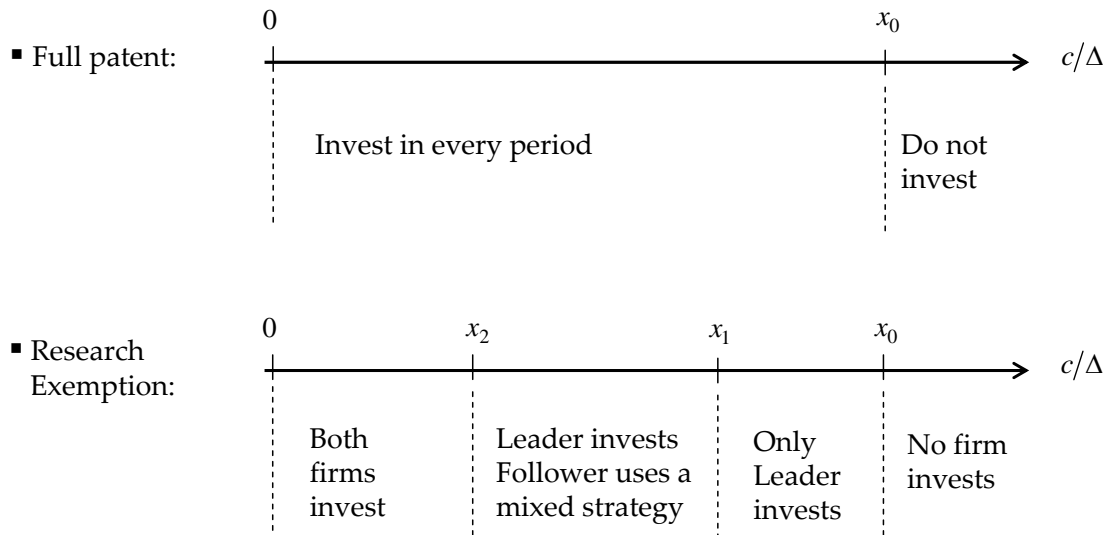 0
x₀
▪ Full patent:
c/Δ
Invest in every period
Do not
invest
0
x₂
x₁
x₀
▪ Research
Exemption:
c/Δ
Both
firms
invest
Leader invests
Follower uses a
mixed strategy
Only
Leader
invests
No firm
invests